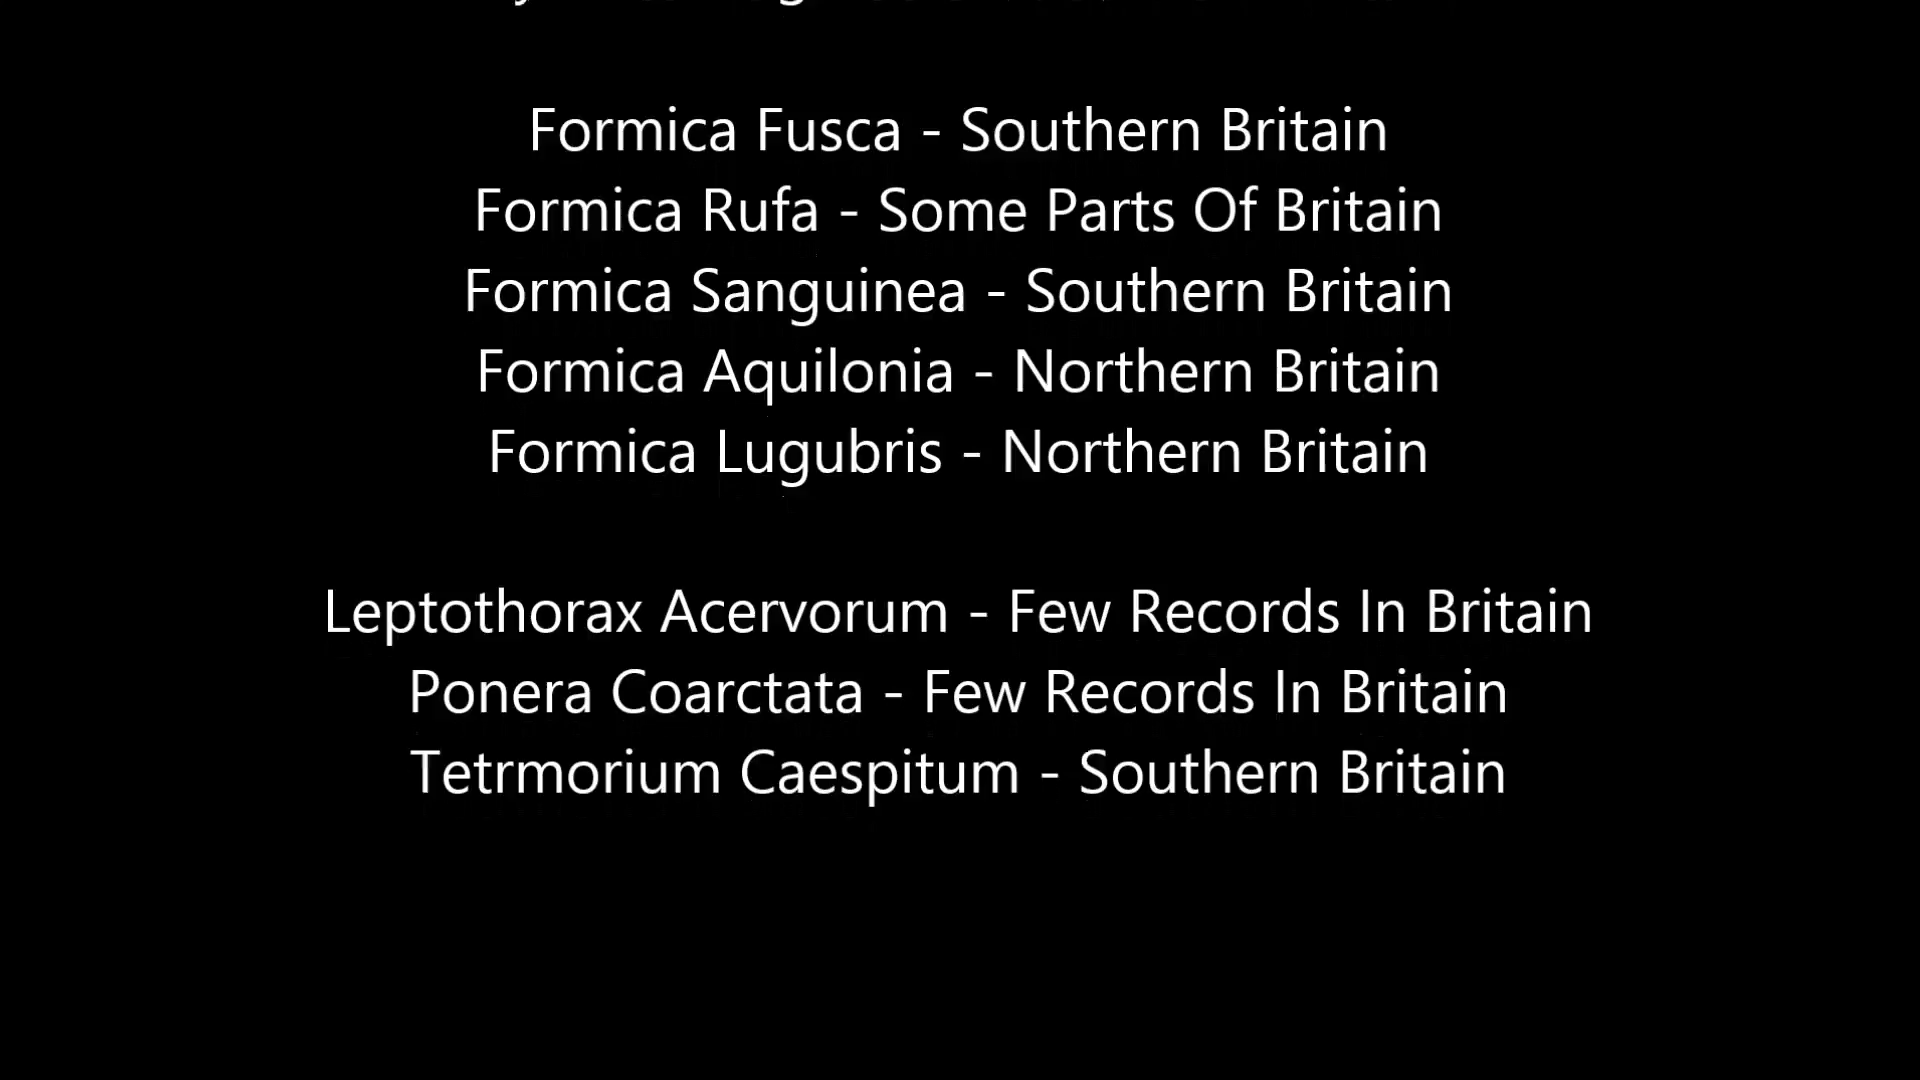 Formica Fusca - Southern Britain
Formica Rufa - Some Parts Of Britain
Formica Sanguinea - Southern Britain
Formica Aquilonia - Northern Britain
Formica Lugubris - Northern Britain
Leptothorax Acervorum - Few Records In Britain
Ponera Coarctata - Few Records In Britain
Tetrmorium Caespitum - Southern Britain